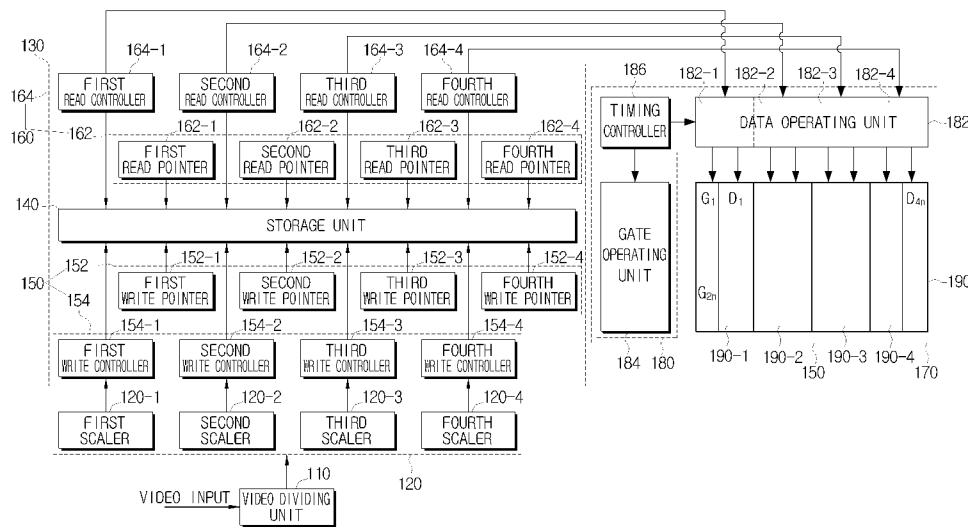 130
164-1
164-2
164-3
164-4
186
182-1
182-2
182-3
182-4
164
FIRST
READ CONTROLLER
SECOND
READ CONTROLLER
THIRD
READ CONTROLLER
FOURTH
READ CONTROLLER
TIMING
CONTROLLER
DATA OPERATING UNIT
182
160
162
162-1
162-2
162-3
162-4
FIRST
READ POINTER
SECOND
READ POINTER
THIRD
READ POINTER
FOURTH
READ POINTER
140
STORAGE UNIT
G1
D1
D4n
GATE
OPERATING
UNIT
G2n
190
152
150
154
152-1
152-2
152-3
152-4
FIRST
WRITE POINTER
SECOND
WRITE POINTER
THIRD
WRITE POINTER
FOURTH
WRITE POINTER
154-1
154-2
154-3
154-4
184
180
190-1
190-2
150
190-3
190-4
170
FIRST
WRITE CONTROLLER
SECOND
WRITE CONTROLLER
THIRD
WRITE CONTROLLER
FOURTH
WRITE CONTROLLER
120-1
120-2
120-3
120-4
FIRST
SCALER
SECOND
SCALER
THIRD
SCALER
FOURTH
SCALER
110
120
VIDEO INPUT
VIDEO DIVIDING
UNIT